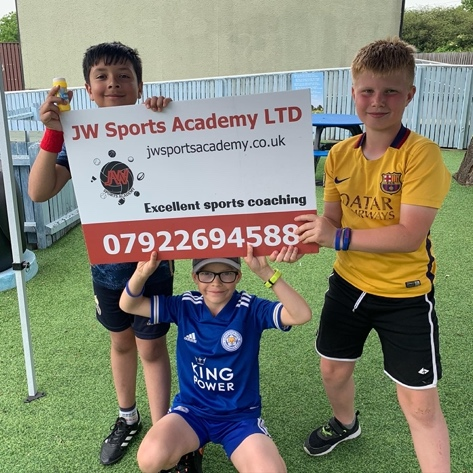 JW Sports Academy LTD
jwsportsacademy.co.uk
JW
Excellent sports coaching
07922694588
QATAR
AIRWAYS
KING
POWER